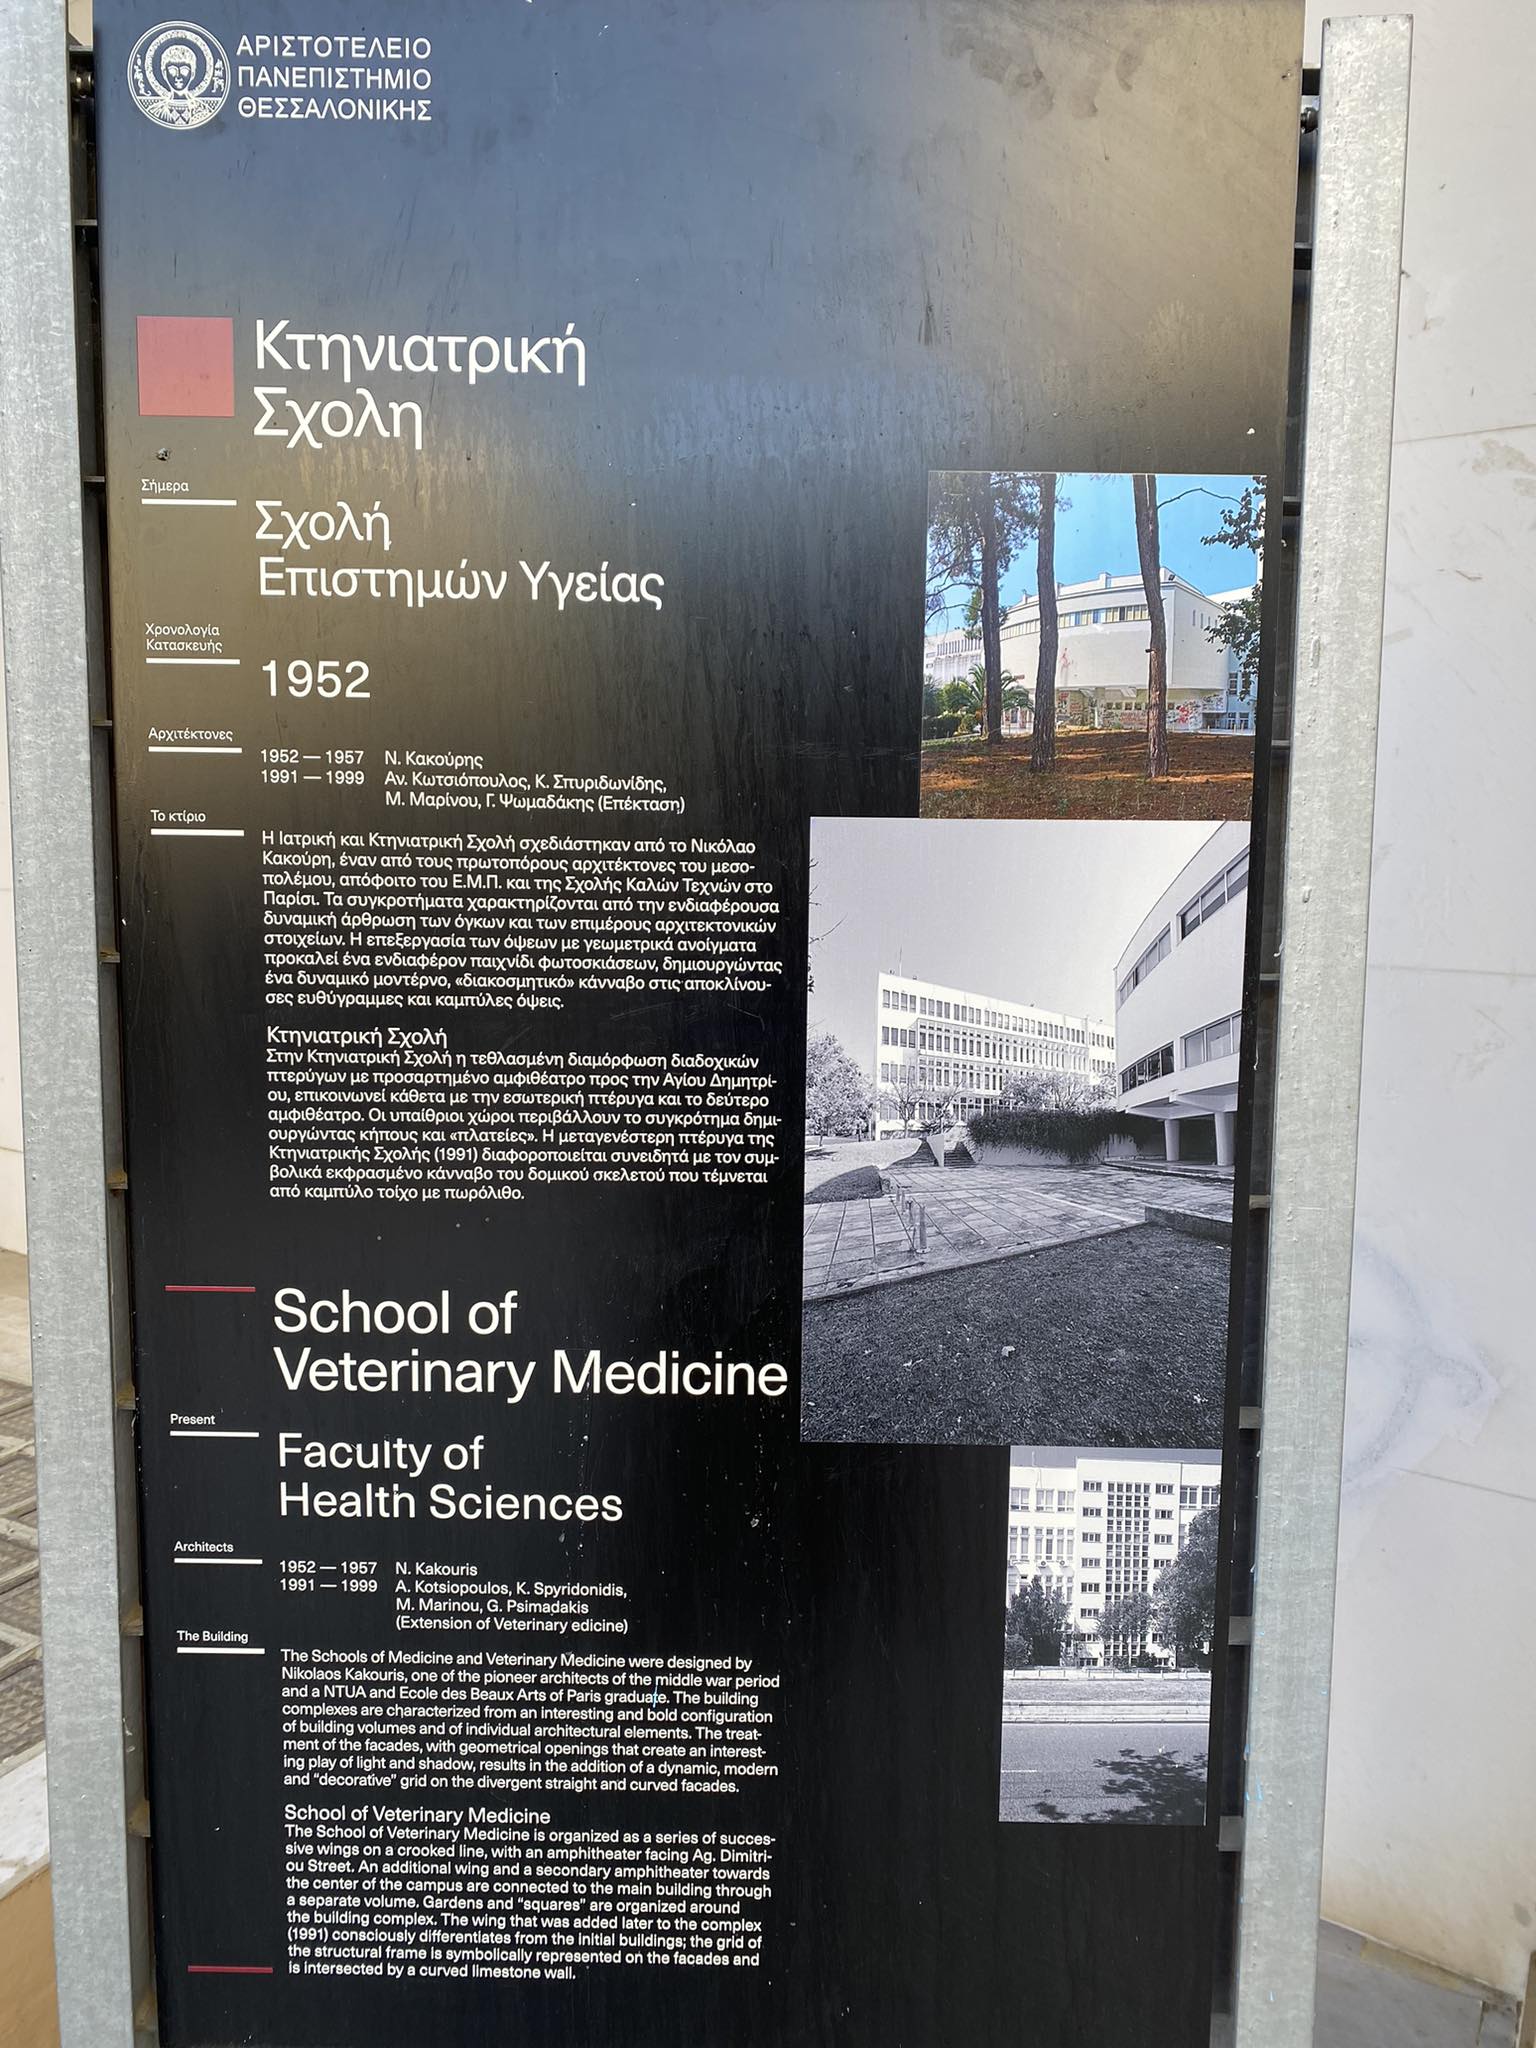 ΑΡΙΣΤΟΤΕΛΕΙΟ
ΠΑΝΕΠΙΣΤΗΜΙΟ
ΘΕΣΣΑΛΟΝΙΚΗΣ
Κτηνιατρική
Σχολη
Σήμερα
Σχολή
Επιστημών Υγείας
Χρονολογία
Κατασκευής
1952
Αρχιτέκτονες
1952 — 1957 Ν. Κακούρης
1991 — 1999 Αν. Κωτσιόπουλος, Κ. Σπυριδωνίδης,
Μ. Μαρίνου, Γ. Ψωμαδάκης (Επέκταση)
Το κτίριο
Η Ιατρική και Κτηνιατρική Σχολή σχεδιάστηκαν από το Νικόλαο
Κακούρη, έναν από τους πρωτοπόρους αρχιτέκτονες του μεσο-
πολέμου, απόφοιτο του Ε.Μ.Π. και της Σχολής Καλών Τεχνών στο
Παρίσι. Τα συγκροτήματα χαρακτηρίζονται από την ενδιαφέρουσα
δυναμική άρθρωση των όγκων και των επιμέρους αρχιτεκτονικών
στοιχείων. Η επεξεργασία των όψεων με γεωμετρικά ανοίγματα
προκαλεί ένα ενδιαφέρον παιχνίδι φωτοσκιάσεων, δημιουργώντας
ένα δυναμικό μοντέρνο, «διακοσμητικό» κάνναβο στις αποκλίνου-
σες ευθύγραμμες και καμπύλες όψεις.
Κτηνιατρική Σχολή
Στην Κτηνιατρική Σχολή η τεθλασμένη διαμόρφωση διαδοχικών
πτερύγων με προσαρτημένο αμφιθέατρο προς την Αγίου Δημητρί-
ου, επικοινωνεί κάθετα με την εσωτερική πτέρυγα και το δεύτερο
αμφιθέατρο. Οι υπαίθριοι χώροι περιβάλλουν το συγκρότημα δημι-
ουργώντας κήπους και «πλατείες». Η μεταγενέστερη πτέρυγα της
Κτηνιατρικής Σχολής (1991) διαφοροποιείται συνειδητά με τον συμ-
βολικά εκφρασμένο κάνναβο του δομικού σκελετού που τέμνεται
από καμπύλο τοίχο με πωρόλιθο.
School of
Veterinary Medicine
Present
Faculty of
Health Sciences
Architects
1952 — 1957 N. Kakouris
1991 — 1999 A. Kotsiopoulos, K. Spyridonidis,
M. Marinou, G. Psimadakis
(Extension of Veterinary edicine)
The Building
The Schools of Medicine and Veterinary Medicine were designed by
Nikolaos Kakouris, one of the pioneer architects of the middle war period
and a NTUA and Ecole des Beaux Arts of Paris graduate. The building
complexes are characterized from an interesting and bold configuration
of building volumes and of individual architectural elements. The treat-
ment of the facades, with geometrical openings that create an interest-
ing play of light and shadow, results in the addition of a dynamic, modern
and “decorative” grid on the divergent straight and curved facades.
School of Veterinary Medicine
The School of Veterinary Medicine is organized as a series of succes-
sive wings on a crooked line, with an amphitheater facing Ag. Dimitri-
ou Street. An additional wing and a secondary amphitheater towards
the center of the campus are connected to the main building through
a separate volume. Gardens and “squares” are organized around
the building complex. The wing that was added later to the complex
(1991) consciously differentiates from the initial buildings; the grid of
the structural frame is symbolically represented on the facades and
is intersected by a curved limestone wall.